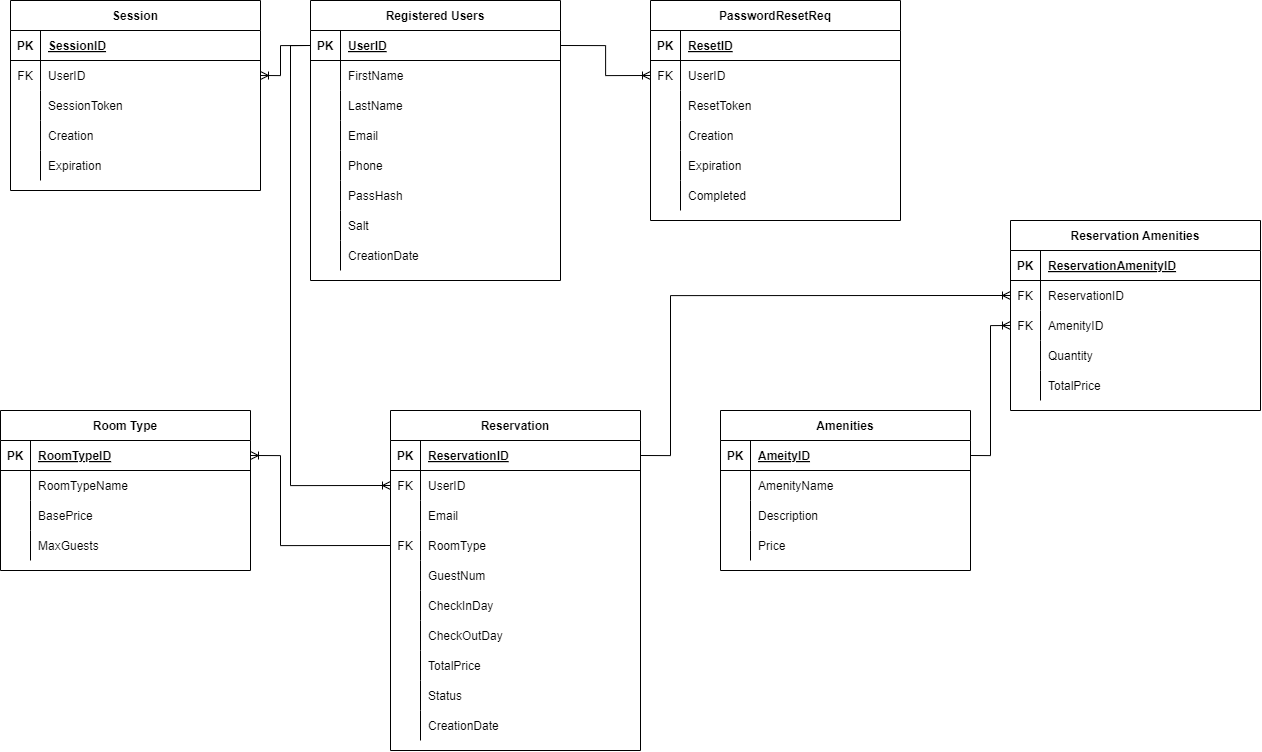 Session
PK SessionID
FK UserID
SessionToken
Creation
Expiration
Registered Users
PK UserID
FirstName
LastName
Email
Phone
PassHash
Salt
CreationDate
PasswordResetReq
PK ResetID
FK UserID
ResetToken
Creation
Expiration
Completed
Reservation Amenities
PK ReservationAmenityID
FK ReservationID
FK AmenityID
Quantity
TotalPrice
Room Type
PK RoomTypeID
RoomTypeName
BasePrice
MaxGuests
Reservation
PK ReservationID
FK UserID
Email
FK RoomType
GuestNum
CheckInDay
CheckOutDay
TotalPrice
Status
CreationDate
Amenities
PK AmeityID
AmenityName
Description
Price